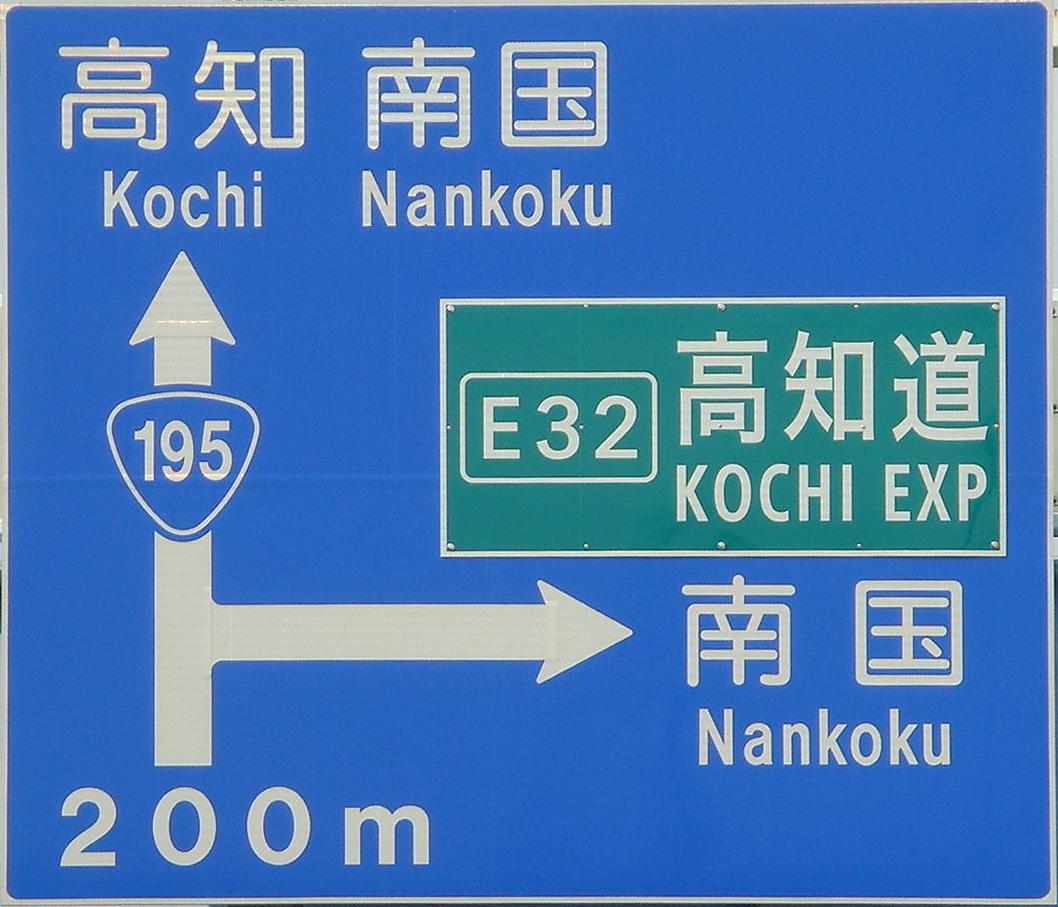 高知 南国
Kochi Nankoku
195
E32 高知道
KOCHI EXP
南国
Nankoku
200m